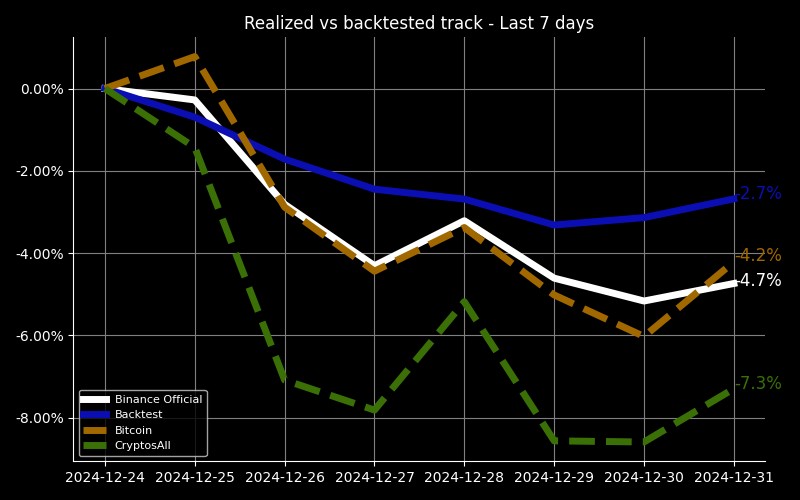 Realized vs backtested track - Last 7 days
0.00%
-2.00%
-4.00%
-6.00%
-8.00%
-2.7%
-4.2%
-4.7%
-7.3%
Binance Official
Backtest
Bitcoin
CryptosAll
2024-12-24 2024-12-25 2024-12-26 2024-12-27 2024-12-28 2024-12-29 2024-12-30 2024-12-31